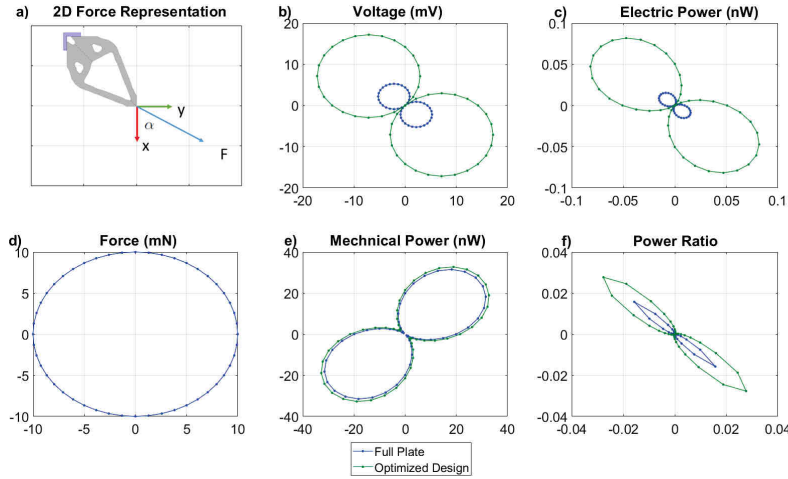 a) 2D Force Representation
y
α
x
F
b) Voltage (mV)
20
10
0
-10
-20
-20 -10 0 10 20
c) Electric Power (nW)
0.1
0.05
0
-0.05
-0.1
-0.1 -0.05 0 0.05 0.1
d) Force (mN)
10
5
0
-5
-10
-10 -5 0 5 10
e) Mechnical Power (nW)
40
20
0
-20
-40
-40 -20 0 20 40
f) Power Ratio
0.04
0.02
0
-0.02
-0.04
-0.04 -0.02 0 0.02 0.04
Full Plate
Optimized Design